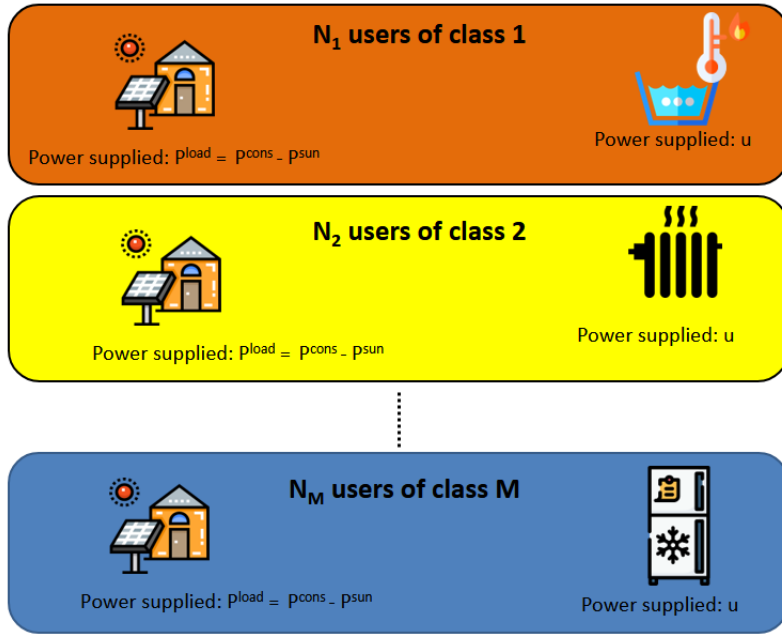 N₁ users of class 1
Power supplied: u
Power supplied: Pˡᵒᵃᵈ = Pᶜᵒⁿˢ - Pˢᵘⁿ
N₂ users of class 2
Power supplied: u
Power supplied: Pˡᵒᵃᵈ = Pᶜᵒⁿˢ - Pˢᵘⁿ
N_M users of class M
Power supplied: Pˡᵒᵃᵈ = Pᶜᵒⁿˢ - Pˢᵘⁿ
Power supplied: u